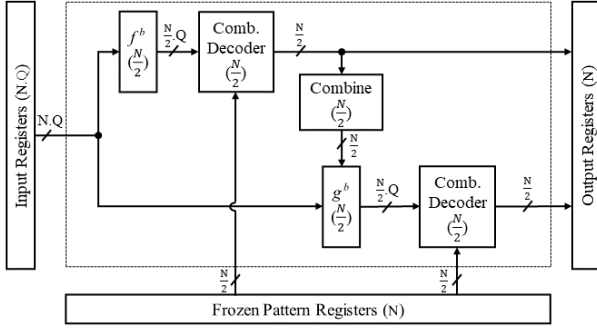 Input Registers (N.Q)
N.Q
f^b
(N/2)
N/2.Q
Comb.
Decoder
(N/2)
N/2
Combine
(N/2)
N/2
g^b
(N/2)
N/2.Q
Comb.
Decoder
(N/2)
N/2
N/2
N/2
Output Registers (N)
Frozen Pattern Registers (N)